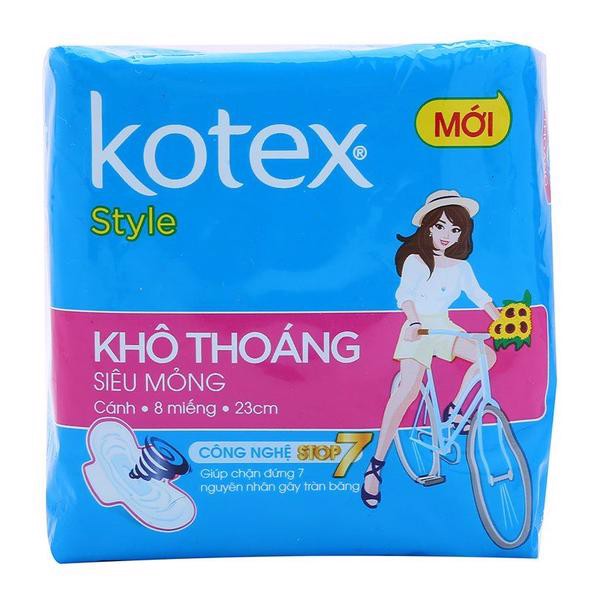 kotex®
Style
MỚI
KHÔ THOÁNG
SIÊU MỎNG
Cánh • 8 miếng • 23cm
CÔNG NGHỆ STOP 7
Giúp chặn đứng 7
nguyên nhân gây tràn băng